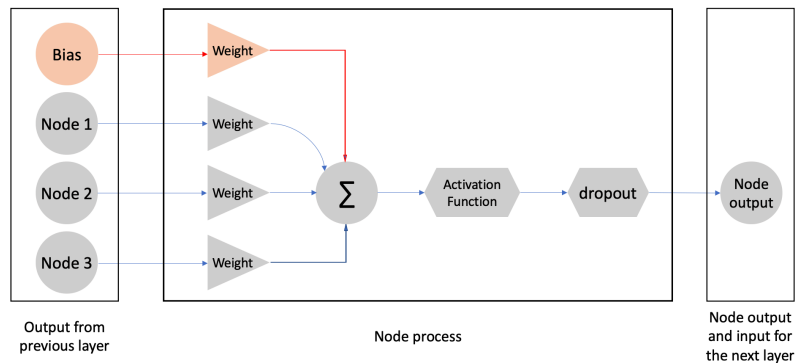 Bias
Weight
Node 1
Weight
Node 2
Weight
Node 3
Weight
Σ
Activation
Function
dropout
Node
output
Output from
previous layer
Node process
Node output
and input for
the next layer